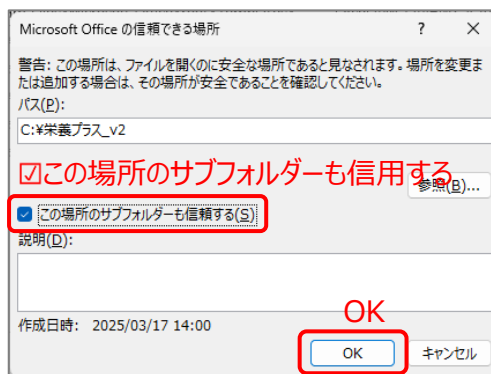 Microsoft Office の信頼できる場所 ? ×
警告: この場所は、ファイルを開くのに安全な場所であると見なされます。場所を変更ま
たは追加する場合は、その場所が安全であることを確認してください。
パス(P):
C:¥栄養プラス_v2
☑この場所のサブフォルダーも信用する
参照(B)...
この場所のサブフォルダーも信頼する(S)
説明(D):
OK
作成日時: 2025/03/17 14:00
OK キャンセル